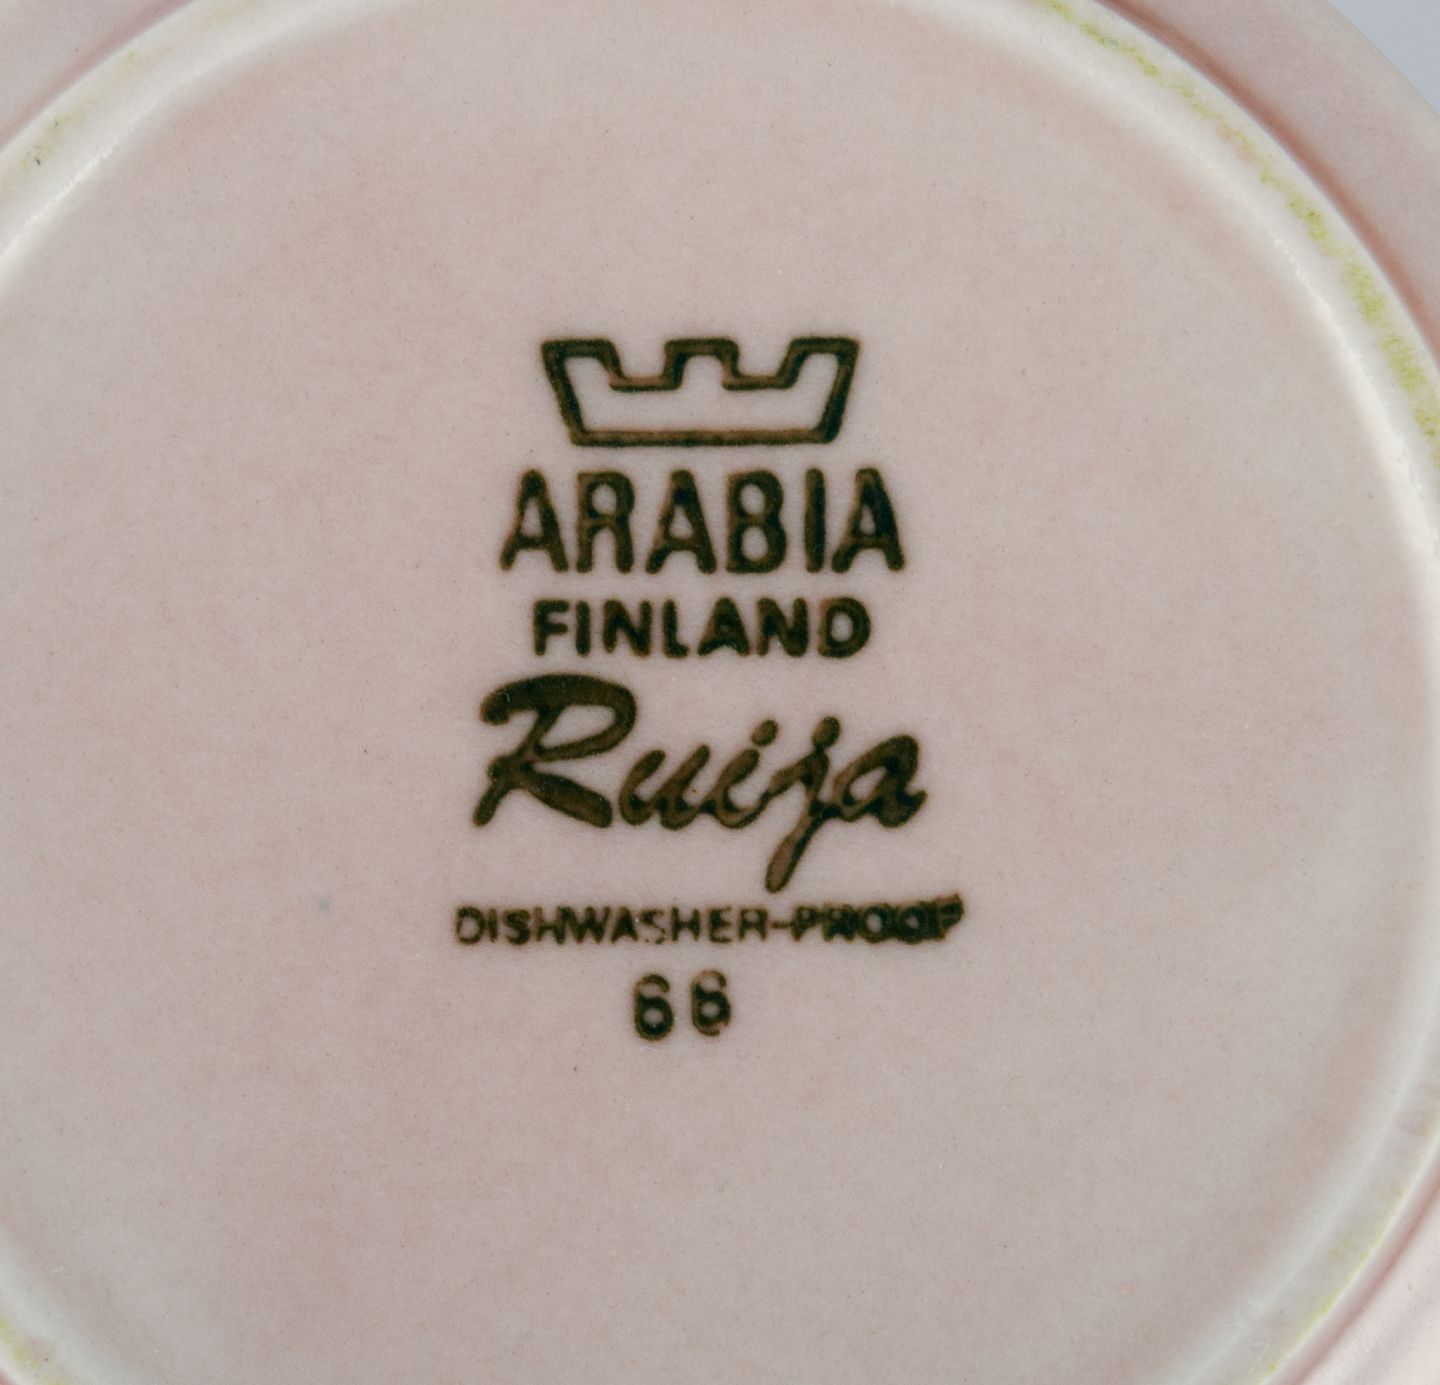 ARABIA
FINLAND
Ruija
DISHWASHER-PROOF
66